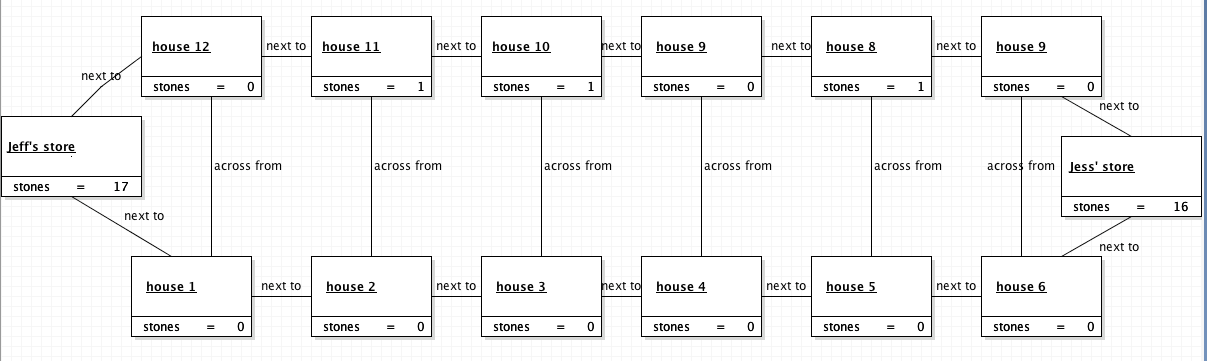 house 12
stones = 0
next to
house 11
stones = 1
next to
house 10
stones = 1
next to
house 9
stones = 0
next to
house 8
stones = 1
next to
house 9
stones = 0
next to
next to
Jeff's store
stones = 17
across from
across from
across from
across from
across from
across from
Jess' store
stones = 16
next to
next to
house 1
stones = 0
next to
house 2
stones = 0
next to
house 3
stones = 0
next to
house 4
stones = 0
next to
house 5
stones = 0
next to
house 6
stones = 0